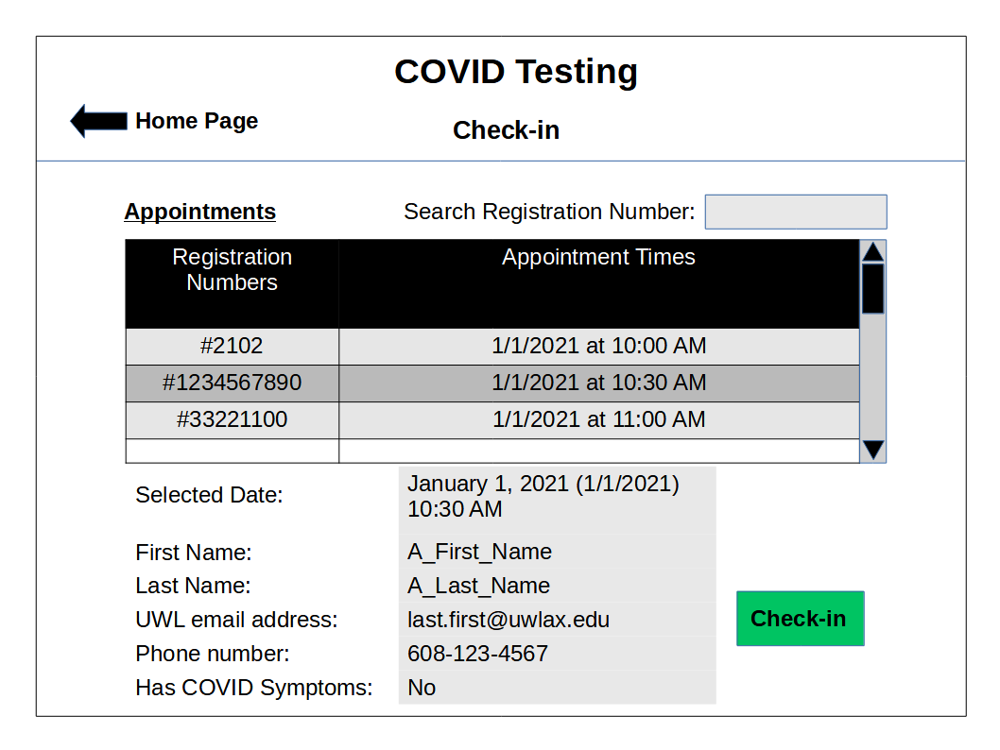 COVID Testing
Home Page
Check-in
Appointments
Search Registration Number:
Registration
Numbers
Appointment Times
#2102
1/1/2021 at 10:00 AM
#1234567890
1/1/2021 at 10:30 AM
#33221100
1/1/2021 at 11:00 AM
Selected Date:
January 1, 2021 (1/1/2021)
10:30 AM
First Name:
A_First_Name
Last Name:
A_Last_Name
UWL email address:
last.first@uwlax.edu
Phone number:
608-123-4567
Has COVID Symptoms:
No
Check-in